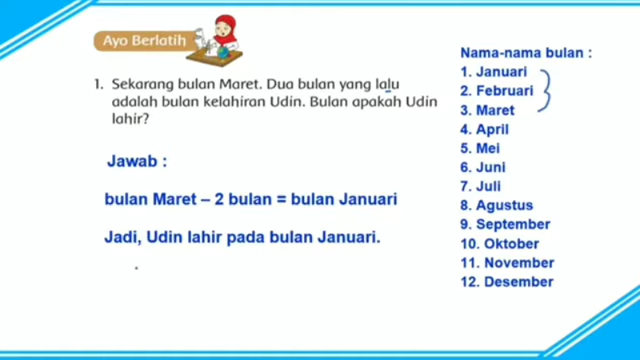 Ayo Berlatih
1. Sekarang bulan Maret. Dua bulan yang lalu
adalah bulan kelahiran Udin. Bulan apakah Udin
lahir?
Jawab :
bulan Maret – 2 bulan = bulan Januari
Jadi, Udin lahir pada bulan Januari.
Nama-nama bulan :
1. Januari
2. Februari
3. Maret
4. April
5. Mei
6. Juni
7. Juli
8. Agustus
9. September
10. Oktober
11. November
12. Desember